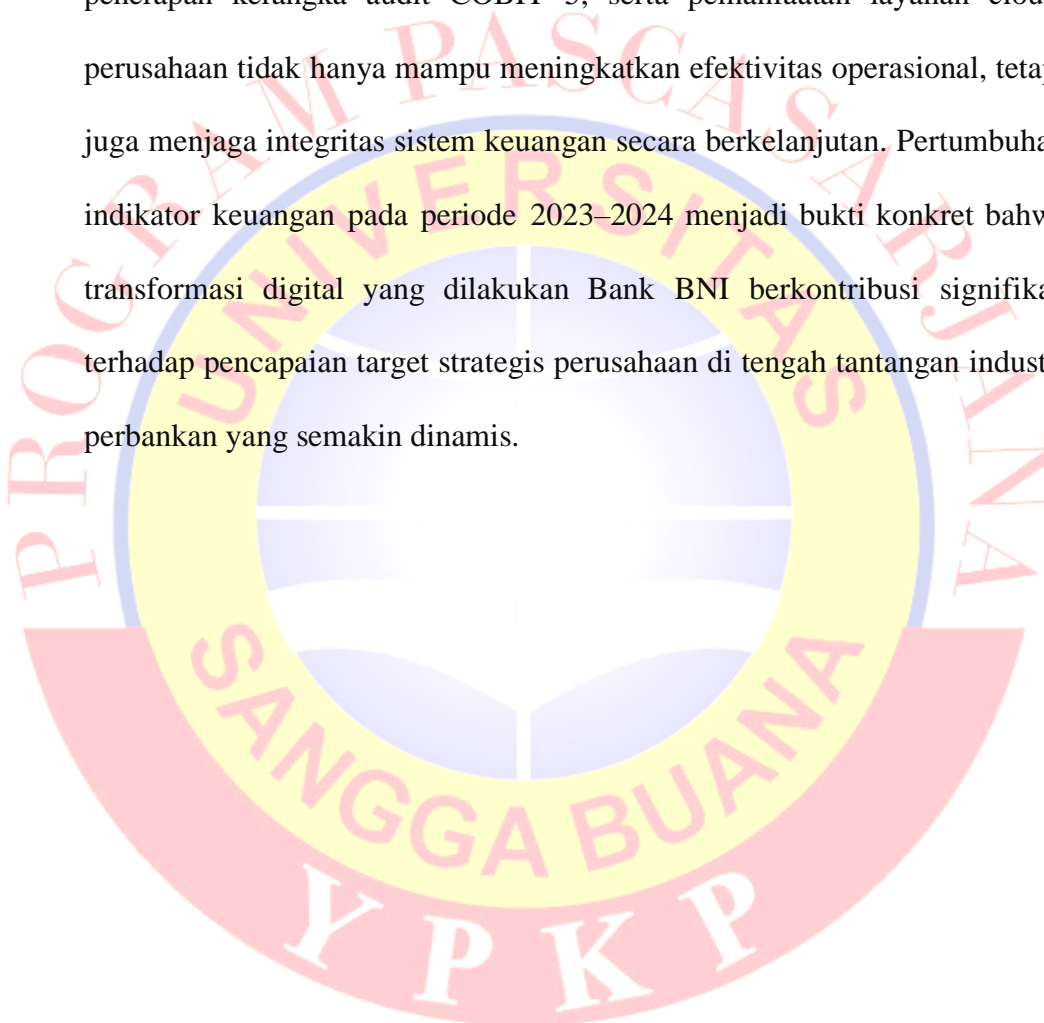 penerapan kerangka audit COBIT 5, serta pemanfaatan layanan clou
perusahaan tidak hanya mampu meningkatkan efektivitas operasional, teta
juga menjaga integritas sistem keuangan secara berkelanjutan. Pertumbuha
indikator keuangan pada periode 2023–2024 menjadi bukti konkret bahw
transformasi digital yang dilakukan Bank BNI berkontribusi signifika
terhadap pencapaian target strategis perusahaan di tengah tantangan indust
perbankan yang semakin dinamis.
PROGRAM PASCASARJANA
UNIVERSITAS
SANGGA BUANA
YPKP